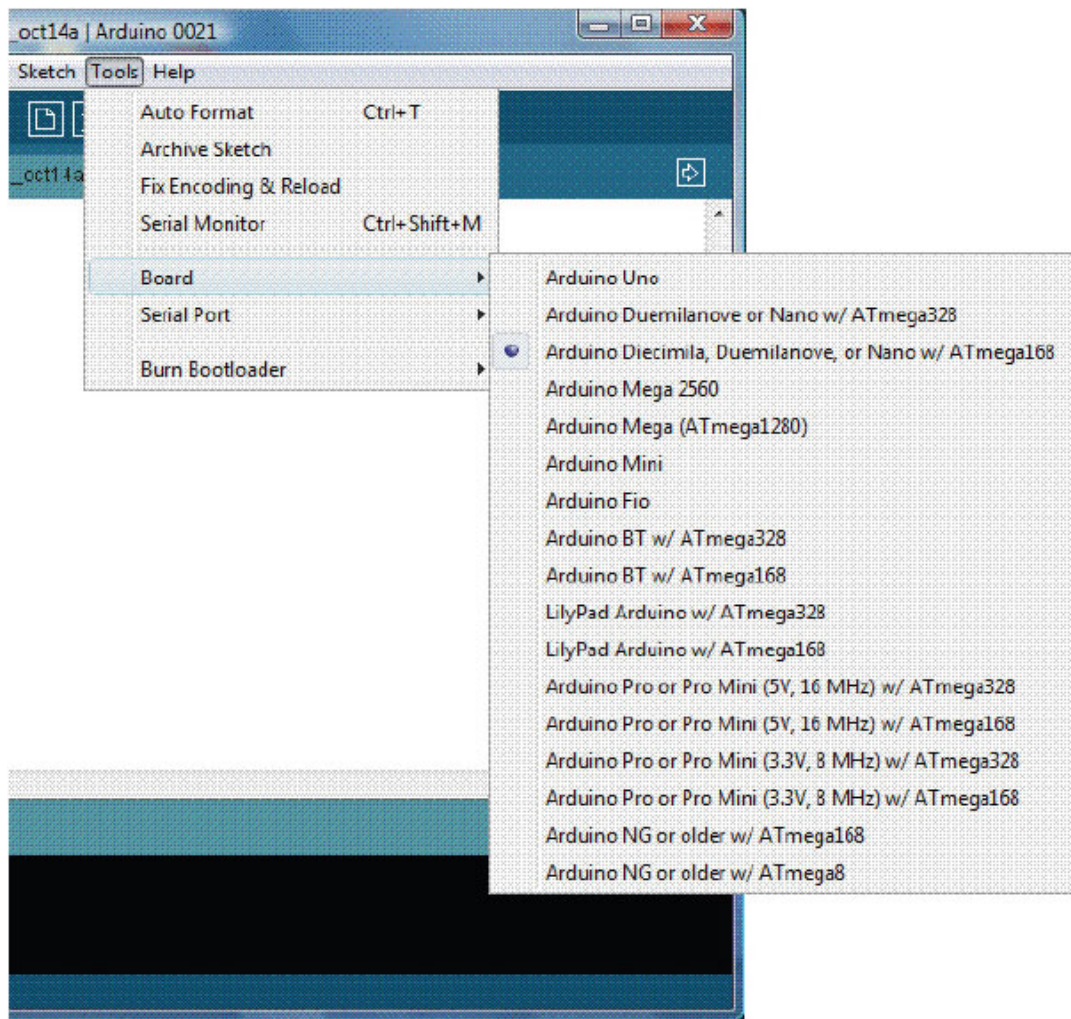 _oct14a | Arduino 0021
Sketch Tools Help
Auto Format Ctrl+T
Archive Sketch
_oct14a
Fix Encoding & Reload
Serial Monitor Ctrl+Shift+M
Board
Serial Port
Burn Bootloader
Arduino Uno
Arduino Duemilanove or Nano w/ ATmega328
Arduino Diecimila, Duemilanove, or Nano w/ ATmega168
Arduino Mega 2560
Arduino Mega (ATmega1280)
Arduino Mini
Arduino Fio
Arduino BT w/ ATmega328
Arduino BT w/ ATmega168
LilyPad Arduino w/ ATmega328
LilyPad Arduino w/ ATmega168
Arduino Pro or Pro Mini (5V, 16 MHz) w/ ATmega328
Arduino Pro or Pro Mini (5V, 16 MHz) w/ ATmega168
Arduino Pro or Pro Mini (3.3V, 8 MHz) w/ ATmega328
Arduino Pro or Pro Mini (3.3V, 8 MHz) w/ ATmega168
Arduino NG or older w/ ATmega168
Arduino NG or older w/ ATmega8